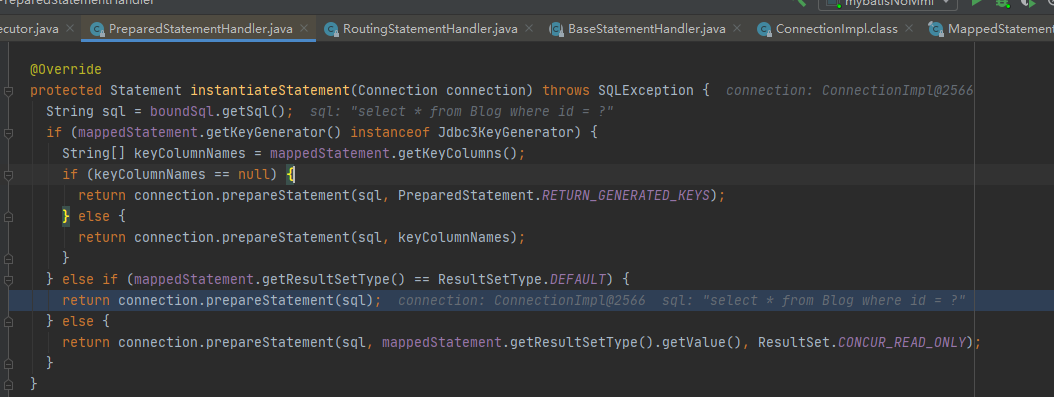 PreparedStatementHandler
mybatisNoMml
ecutor.java
PreparedStatementHandler.java
RoutingStatementHandler.java
BaseStatementHandler.java
ConnectionImpl.class
MappedStatement
@Override
protected Statement instantiateStatement(Connection connection) throws SQLException { connection: ConnectionImpl@2566
String sql = boundSql.getSql(); sql: "select * from Blog where id = ?"
if (mappedStatement.getKeyGenerator() instanceof Jdbc3KeyGenerator) {
String[] keyColumnNames = mappedStatement.getKeyColumns();
if (keyColumnNames == null) {
return connection.prepareStatement(sql, PreparedStatement.RETURN_GENERATED_KEYS);
} else {
return connection.prepareStatement(sql, keyColumnNames);
}
} else if (mappedStatement.getResultSetType() == ResultSetType.DEFAULT) {
return connection.prepareStatement(sql); connection: ConnectionImpl@2566 sql: "select * from Blog where id = ?"
} else {
return connection.prepareStatement(sql, mappedStatement.getResultSetType().getValue(), ResultSet.CONCUR_READ_ONLY);
}
}